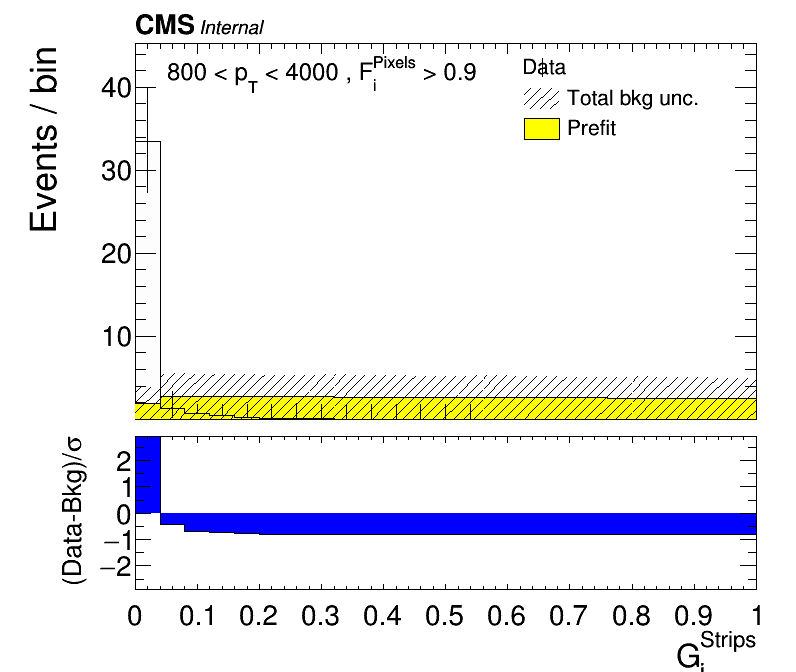 CMS Internal
800 < p_T < 4000 , F_i^Pixels > 0.9
Data
Total bkg unc.
Prefit
Events / bin
40
30
20
10
(Data-Bkg)/σ
2
1
0
−1
−2
0 0.1 0.2 0.3 0.4 0.5 0.6 0.7 0.8 0.9 1
G_i^Strips